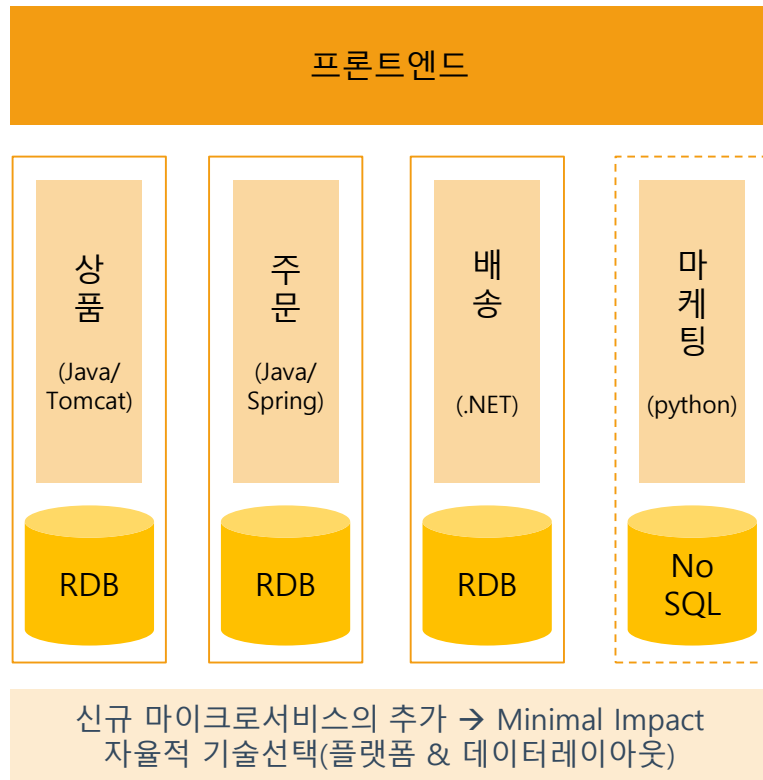 프론트엔드
상
품
(Java/
Tomcat)
주
문
(Java/
Spring)
배
송
(.NET)
마
케
팅
(python)
RDB
RDB
RDB
No
SQL
신규 마이크로서비스의 추가 → Minimal Impact
자율적 기술선택(플랫폼 & 데이터레이아웃)